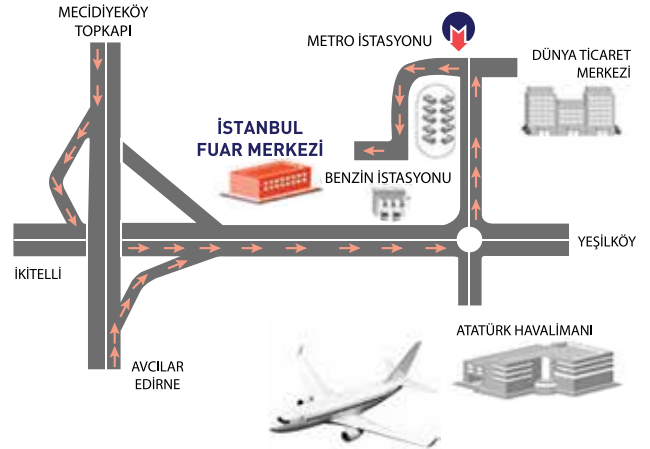 MECİDİYEKÖY
TOPKAPI
METRO İSTASYONU
M
DÜNYA TİCARET
MERKEZİ
İSTANBUL
FUAR MERKEZİ
BENZİN İSTASYONU
YEŞİLKÖY
İKİTELLİ
ATATÜRK HAVALİMANI
AVCILAR
EDİRNE